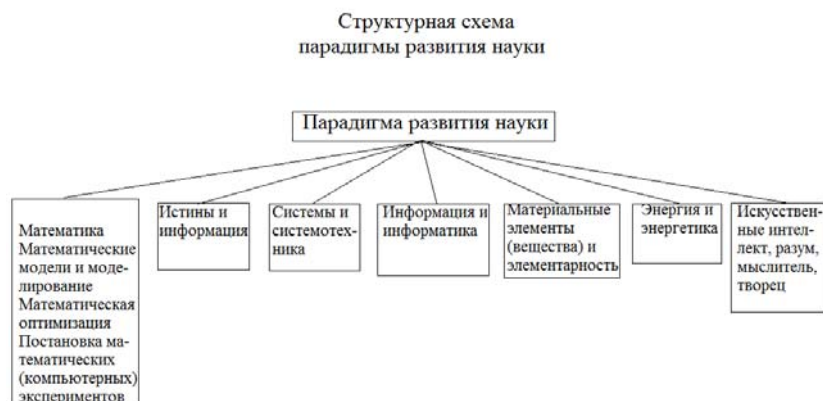 Структурная схема
парадигмы развития науки
Парадигма развития науки
Математика
Математические
модели и моде-
лирование
Математическая
оптимизация
Постановка ма-
тематических
(компьютерных)
экспериментов
Истины и
информация
Системы и
системотех-
ника
Информация и
информатика
Материальные
элементы
(вещества) и
элементарность
Энергия и
энергетика
Искусствен-
ные интел-
лект, разум,
мыслитель,
творец